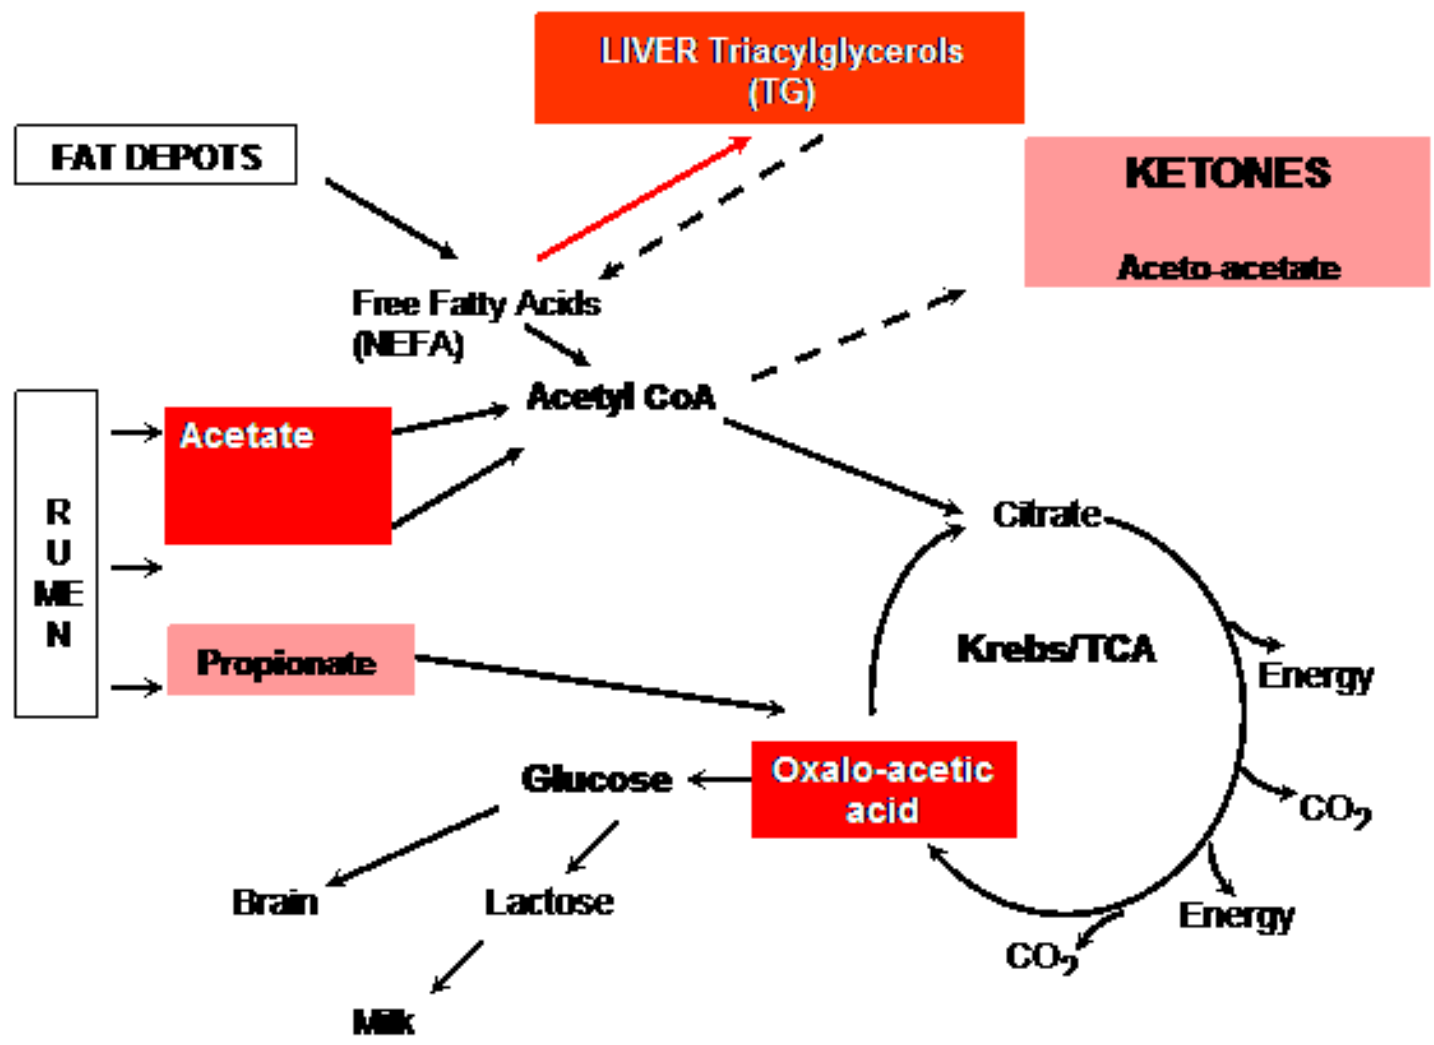 LIVER Triacylglycerols
(TG)
FAT DEPOTS
KETONES
Aceto-acetate
Free Fatty Acids
(NEFA)
Acetyl CoA
Acetate
R
U
ME
N
Citrate
Propionate
Krebs/TCA
Energy
Glucose
Oxalo-acetic
acid
CO2
Brain
Lactose
Energy
CO2
Milk